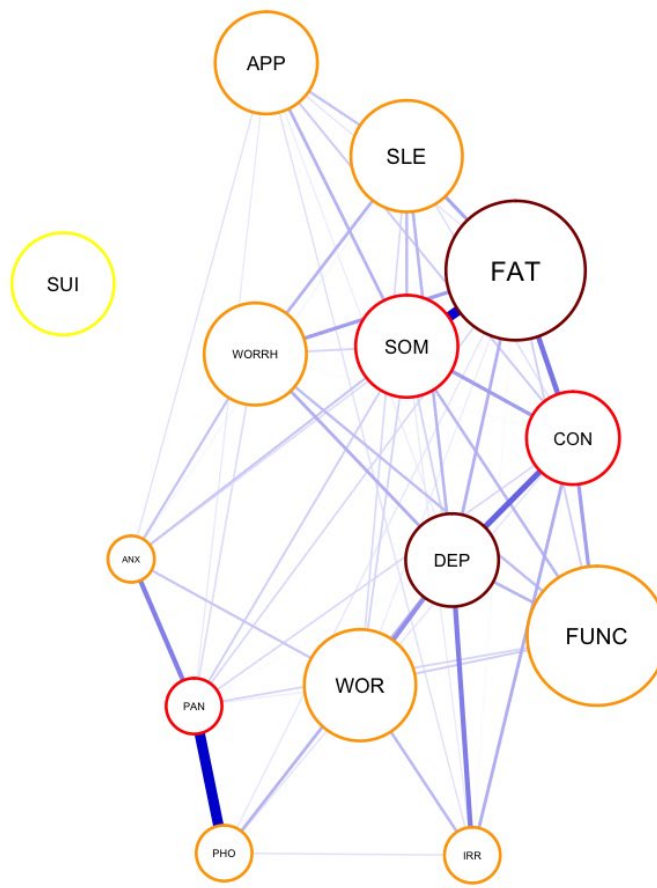 APP
SLE
FAT
SUI
SOM
WORRH
CON
ANX
DEP
FUNC
WOR
PAN
PHO
IRR